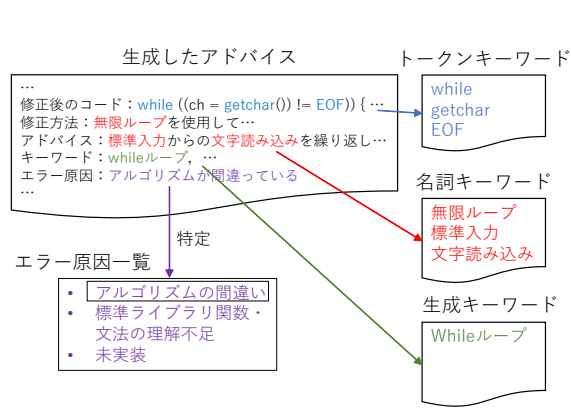 生成したアドバイス
…
修正後のコード：while ((ch = getchar()) != EOF)) { …
修正方法：無限ループを使用して…
アドバイス：標準入力からの文字読み込みを繰り返し…
キーワード：whileループ，…
エラー原因：アルゴリズムが間違っている
…
トークンキーワード
while
getchar
EOF
名詞キーワード
無限ループ
標準入力
文字読み込み
生成キーワード
Whileループ
特定
エラー原因一覧
• アルゴリズムの間違い
• 標準ライブラリ関数・
文法の理解不足
• 未実装